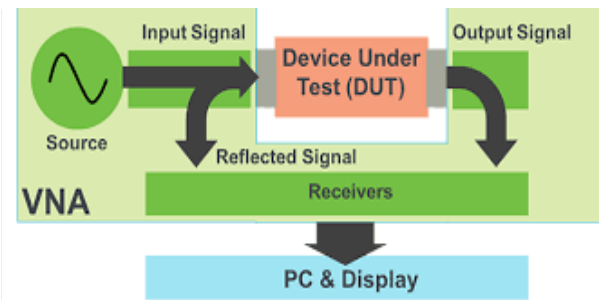 Input Signal
Output Signal
Device Under
Test (DUT)
Source
Reflected Signal
Receivers
VNA
PC & Display